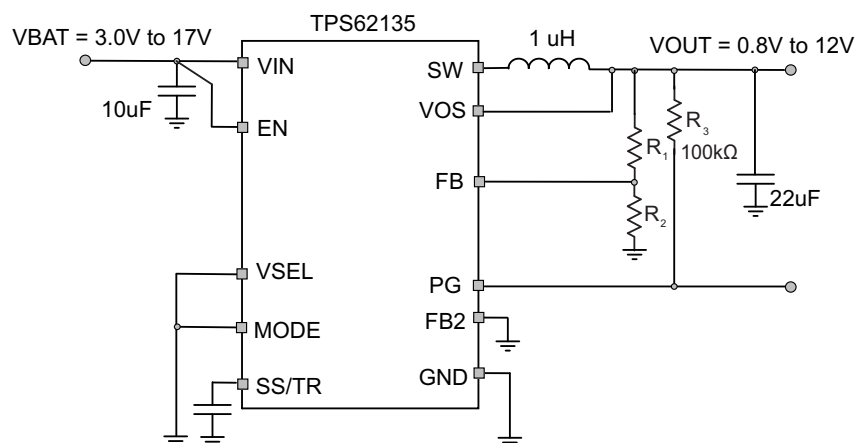 TPS62135
VBAT = 3.0V to 17V
1 uH
VOUT = 0.8V to 12V
VIN
SW
10uF
VOS
EN
R3
R1
100kΩ
FB
22uF
R2
VSEL
PG
MODE
FB2
SS/TR
GND